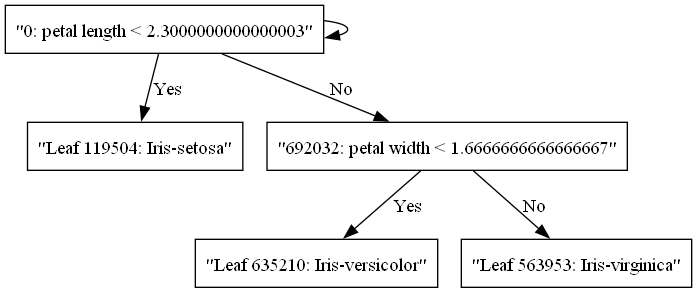 "0: petal length < 2.3000000000000003"
Yes
No
"Leaf 119504: Iris-setosa"
"692032: petal width < 1.6666666666666667"
Yes
No
"Leaf 635210: Iris-versicolor"
"Leaf 563953: Iris-virginica"